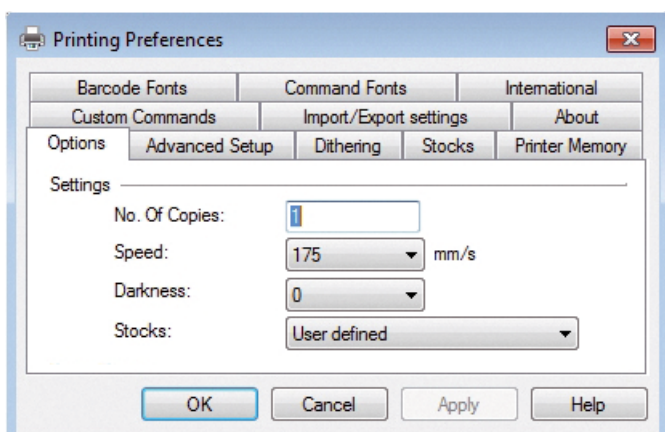 Printing Preferences
Barcode Fonts Command Fonts International
Custom Commands Import/Export settings About
Options Advanced Setup Dithering Stocks Printer Memory
Settings
No. Of Copies: 1
Speed: 175 mm/s
Darkness: 0
Stocks: User defined
OK Cancel Apply Help